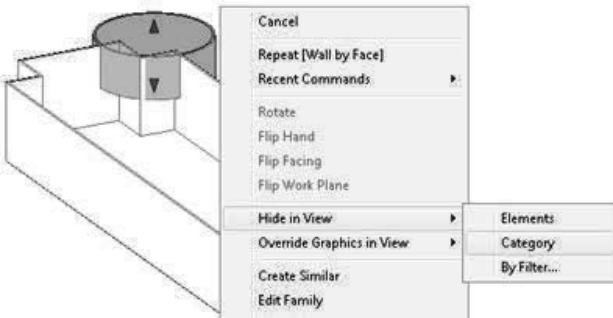 Cancel
Repeat [Wall by Face]
Recent Commands
Rotate
Flip Hand
Flip Facing
Flip Work Plane
Hide in View
Override Graphics in View
Create Similar
Edit Family
Elements
Category
By Filter...